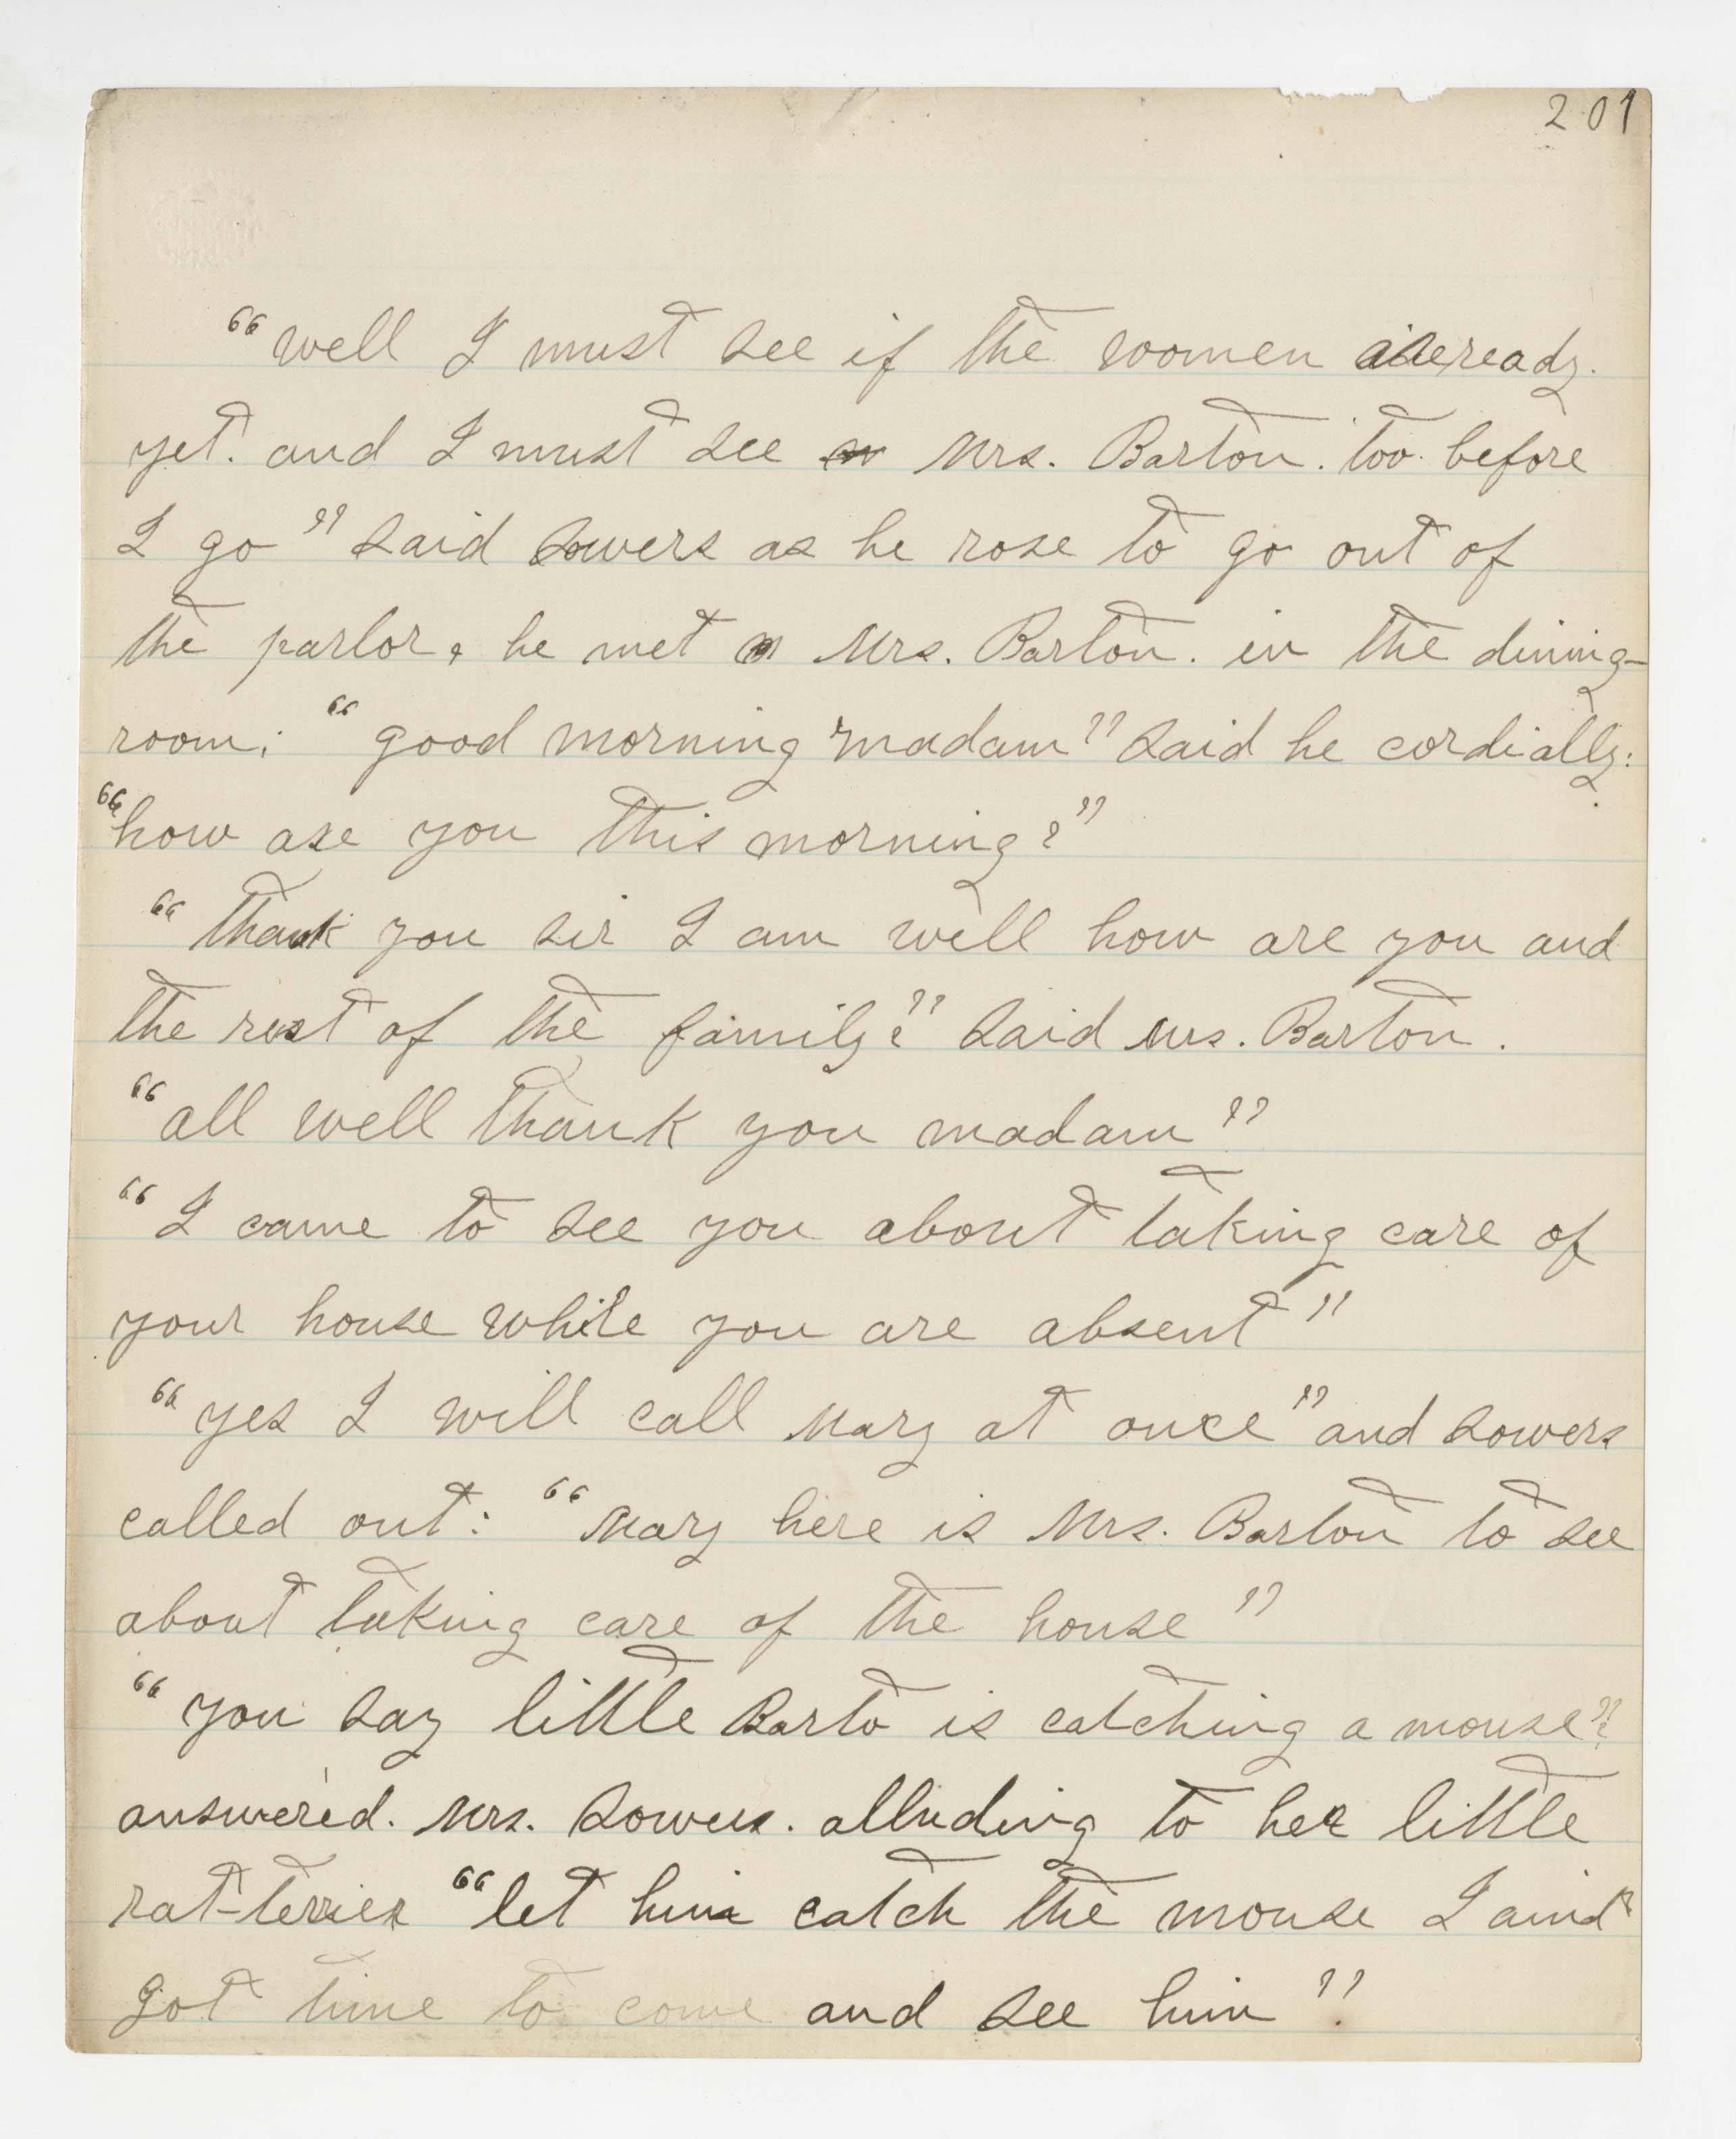 201
“well I must see if the women are ready.
yet. and I must see Mrs. Barton. too. before
I go” said Sowers as he rose to go out of
the parlor, he met Mrs. Barton. in the dining-
room; “good morning madam” said he cordially:
“how are you this morning?”
“thank you sir I am well how are you and
the rest of the family?” said Mrs. Barton.
“all well thank you madam”
“I came to see you about taking care of
your house while you are absent”
“yes I will call Mary at once” and Sowers
called out: “Mary here is Mrs. Barton to see
about taking care of the house”
“you say little Barto is catching a mouse?”
answered. Mrs. Sowers. alluding to her little
rat-terrier “let him catch the mouse I aint
got time to come and see him”.